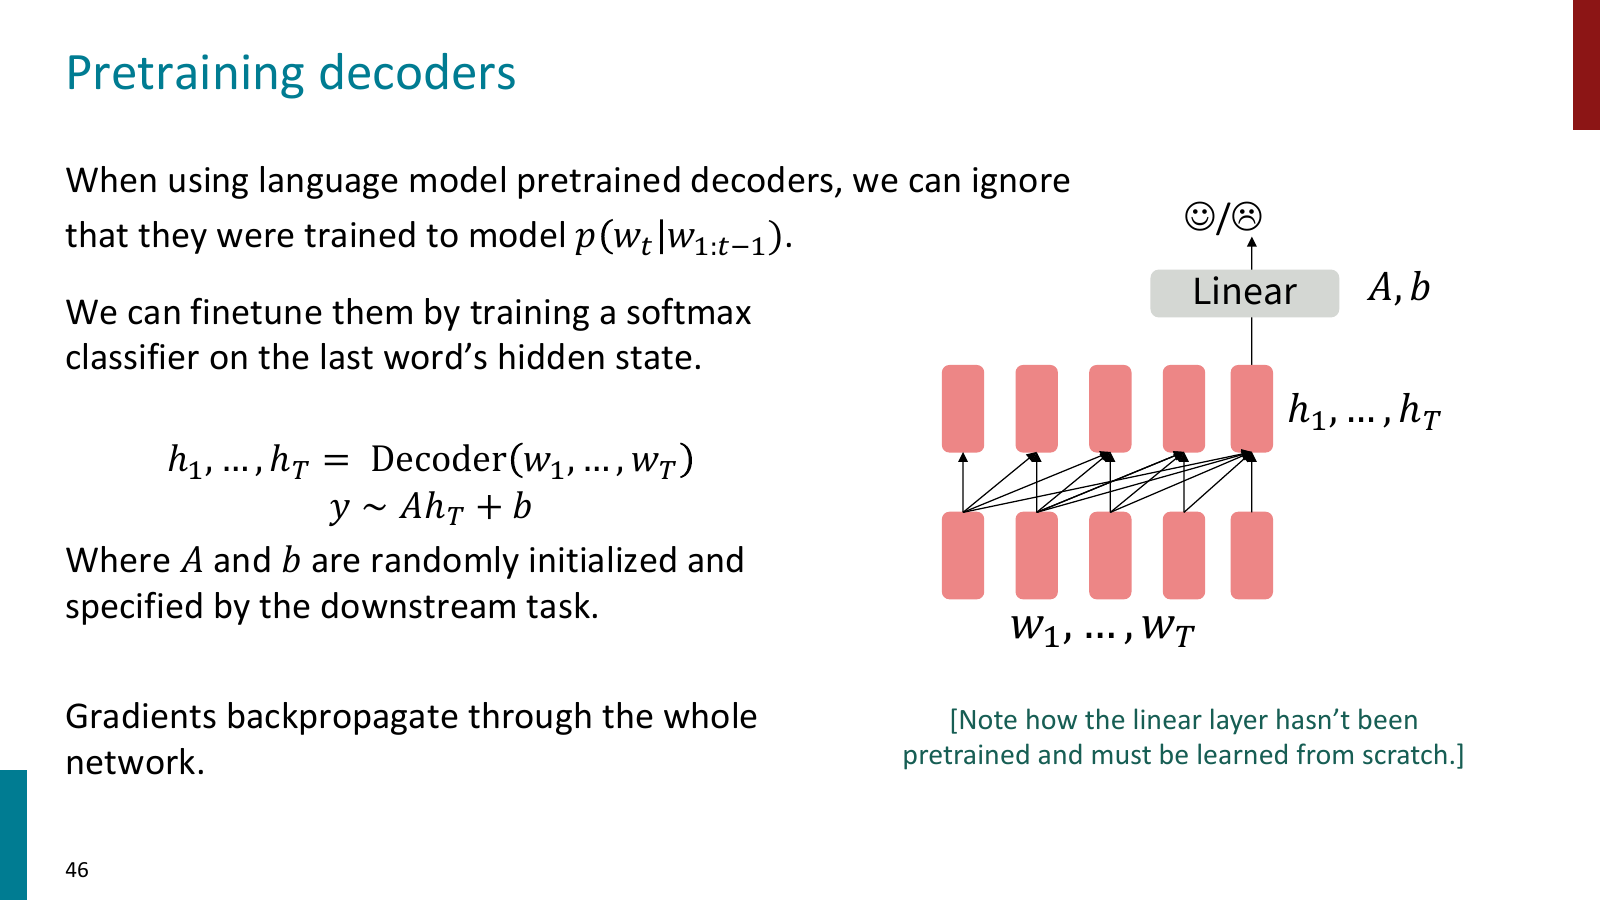 Pretraining decoders
When using language model pretrained decoders, we can ignore
that they were trained to model p(w_t|w_{1:t−1}).
We can finetune them by training a softmax
classifier on the last word’s hidden state.
h_1, … , h_T = Decoder(w_1, … , w_T)
y ~ Ah_T + b
Where A and b are randomly initialized and
specified by the downstream task.
Gradients backpropagate through the whole
network.
☺/☹
Linear
A, b
h_1, … , h_T
w_1, … , w_T
[Note how the linear layer hasn’t been
pretrained and must be learned from scratch.]
46